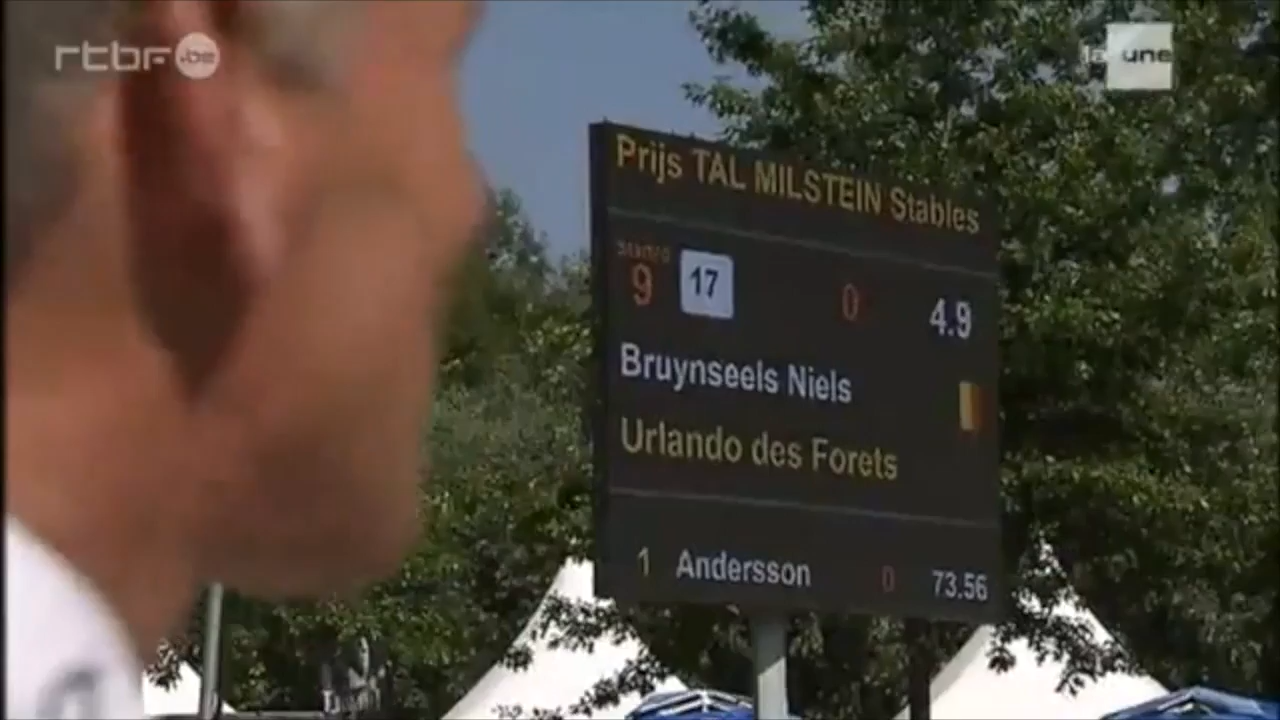 rtbf.be
la une
Prijs TAL MILSTEIN Stables
Started
9 17 0 4.9
Bruynseels Niels
Urlando des Forets
1 Andersson 0 73.56